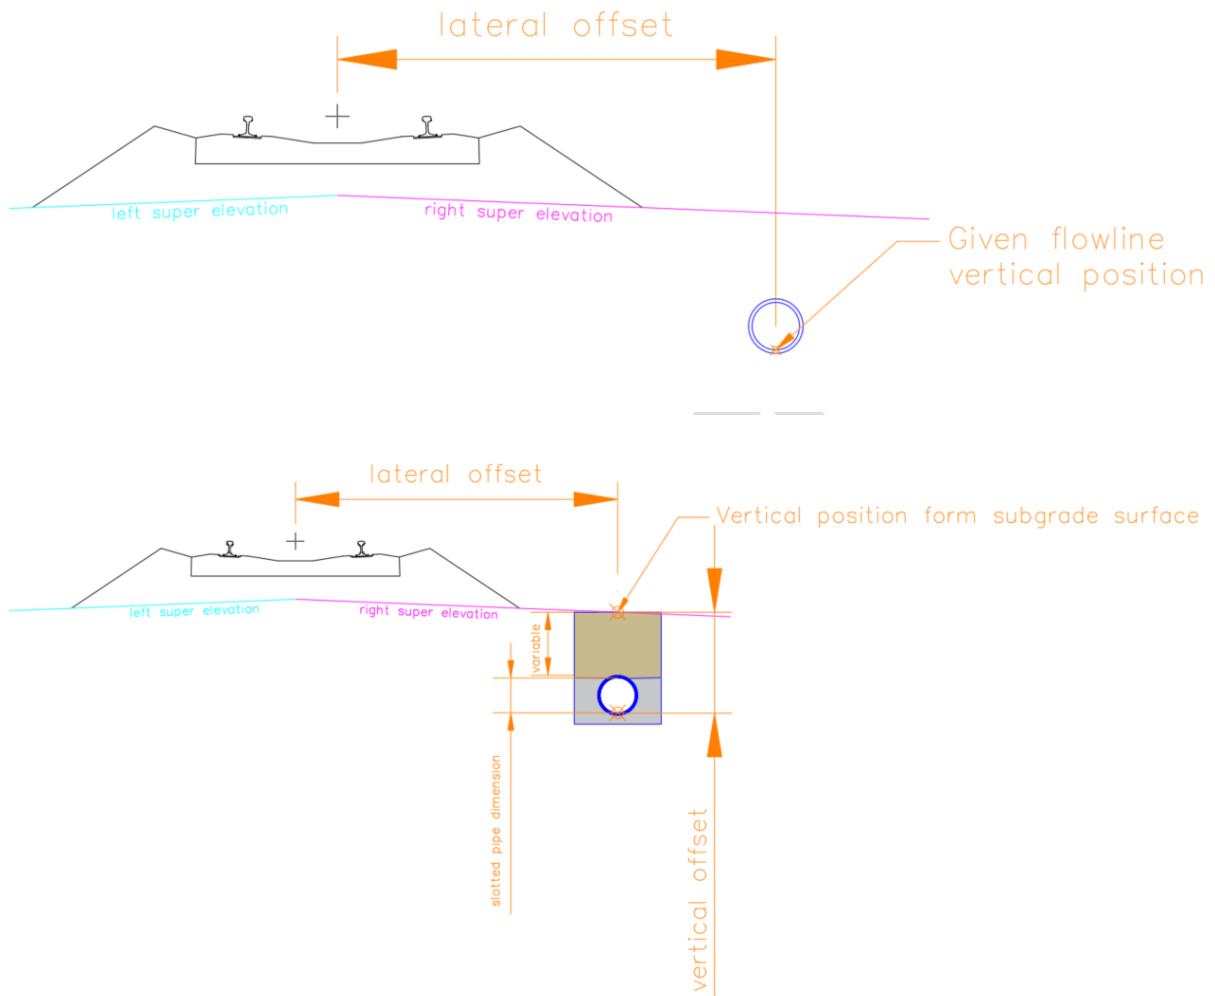 lateral offset
left super elevation
right super elevation
Given flowline
vertical position
lateral offset
Vertical position form subgrade surface
left super elevation
right super elevation
variable
slotted pipe dimension
vertical offset